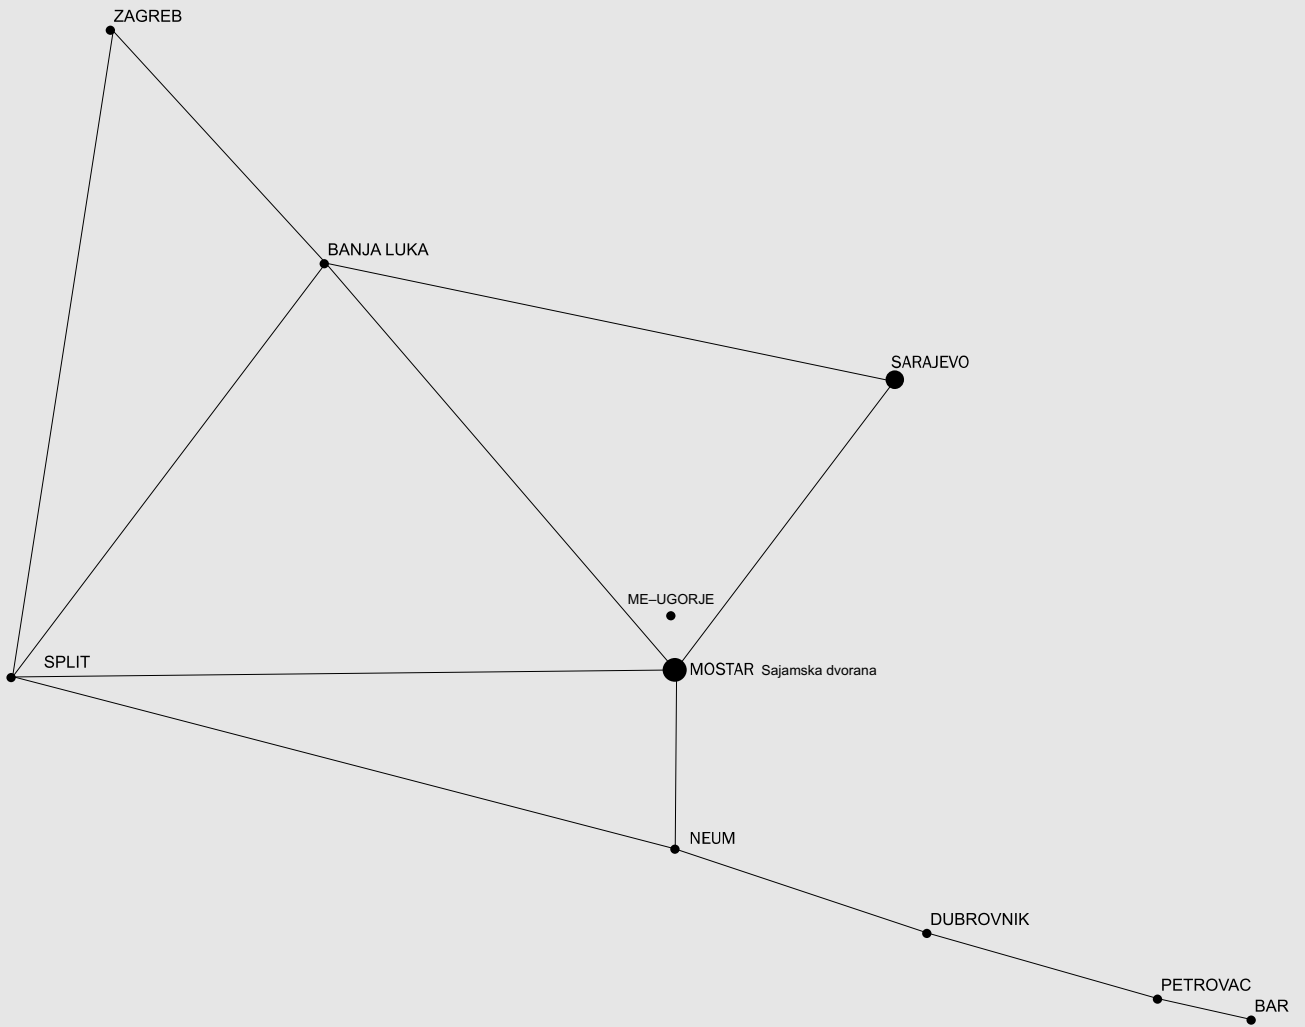 ZAGREB
BANJA LUKA
SARAJEVO
ME–UGORJE
SPLIT
MOSTAR Sajamska dvorana
NEUM
DUBROVNIK
PETROVAC
BAR